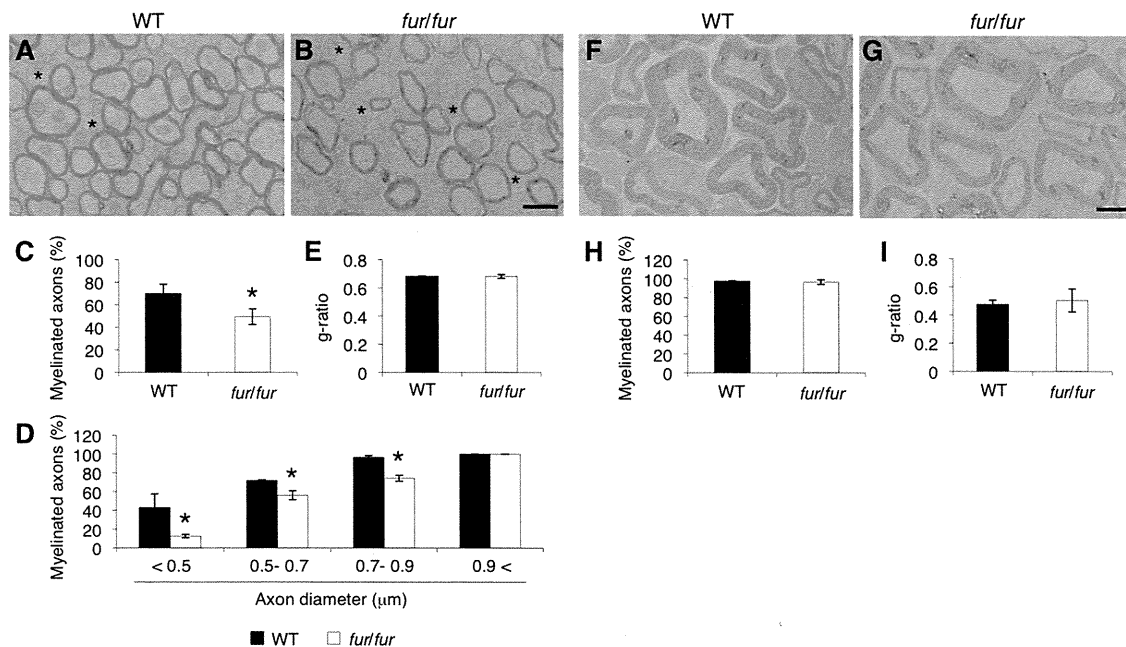 WT
fur/fur
WT
fur/fur
A
*
*
B
*
*
*
*
F
G
C
Myelinated axons (%)
100
80
60
40
20
0
*
WT
fur/fur
E
g-ratio
0.8
0.6
0.4
0.2
0
WT
fur/fur
H
Myelinated axons (%)
120
100
80
60
40
20
0
WT
fur/fur
I
g-ratio
0.8
0.6
0.4
0.2
0
WT
fur/fur
D
Myelinated axons (%)
120
100
80
60
40
20
0
*
*
*
< 0.5
0.5- 0.7
0.7- 0.9
0.9 <
Axon diameter (μm)
WT
fur/fur